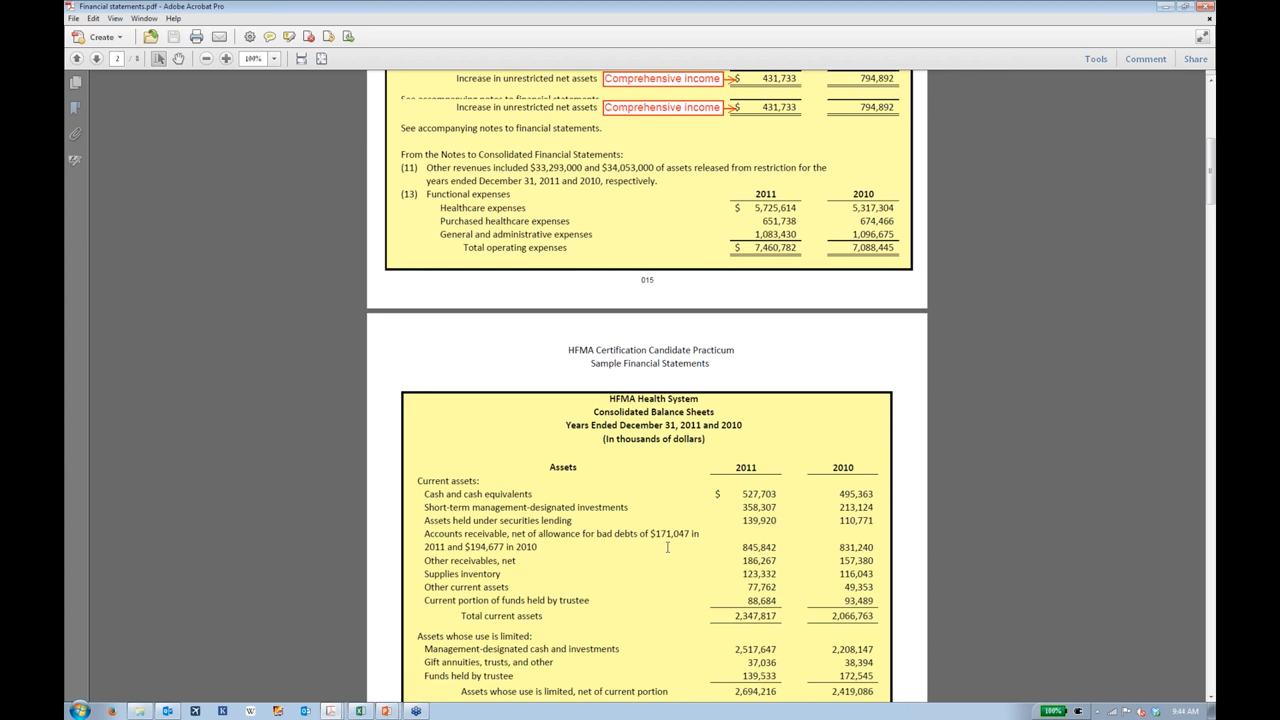 Financial statements.pdf - Adobe Acrobat Pro
File Edit View Window Help
Create
2 / 8 100% Tools Comment Share
Increase in unrestricted net assets Comprehensive income $ 431,733 794,892
See accompanying notes to financial statements.
Increase in unrestricted net assets Comprehensive income $ 431,733 794,892
See accompanying notes to financial statements.
From the Notes to Consolidated Financial Statements:
(11) Other revenues included $33,293,000 and $34,053,000 of assets released from restriction for the
years ended December 31, 2011 and 2010, respectively.
(13) Functional expenses 2011 2010
Healthcare expenses $ 5,725,614 5,317,304
Purchased healthcare expenses 651,738 674,466
General and administrative expenses 1,083,430 1,096,675
Total operating expenses $ 7,460,782 7,088,445
015
HFMA Certification Candidate Practicum
Sample Financial Statements
HFMA Health System
Consolidated Balance Sheets
Years Ended December 31, 2011 and 2010
(In thousands of dollars)
Assets 2011 2010
Current assets:
Cash and cash equivalents $ 527,703 495,363
Short-term management-designated investments 358,307 213,124
Assets held under securities lending 139,920 110,771
Accounts receivable, net of allowance for bad debts of $171,047 in
2011 and $194,677 in 2010 845,842 831,240
Other receivables, net 186,267 157,380
Supplies inventory 123,332 116,043
Other current assets 77,762 49,353
Current portion of funds held by trustee 88,684 93,489
Total current assets 2,347,817 2,066,763
Assets whose use is limited:
Management-designated cash and investments 2,517,647 2,208,147
Gift annuities, trusts, and other 37,036 38,394
Funds held by trustee 139,533 172,545
Assets whose use is limited, net of current portion 2,694,216 2,419,086
100% 9:44 AM